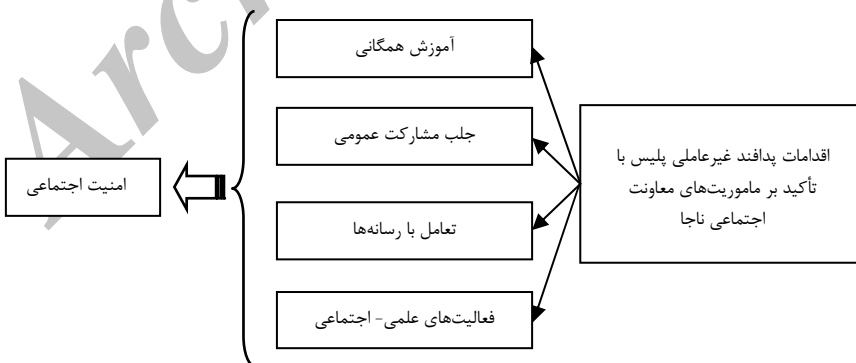 آموزش همگانی
جلب مشارکت عمومی
اقدامات پدافند غیرعاملی پلیس با
تأکید بر ماموریت‌های معاونت
اجتماعی ناجا
امنیت اجتماعی
تعامل با رسانه‌ها
فعالیت‌های علمی- اجتماعی
Arc